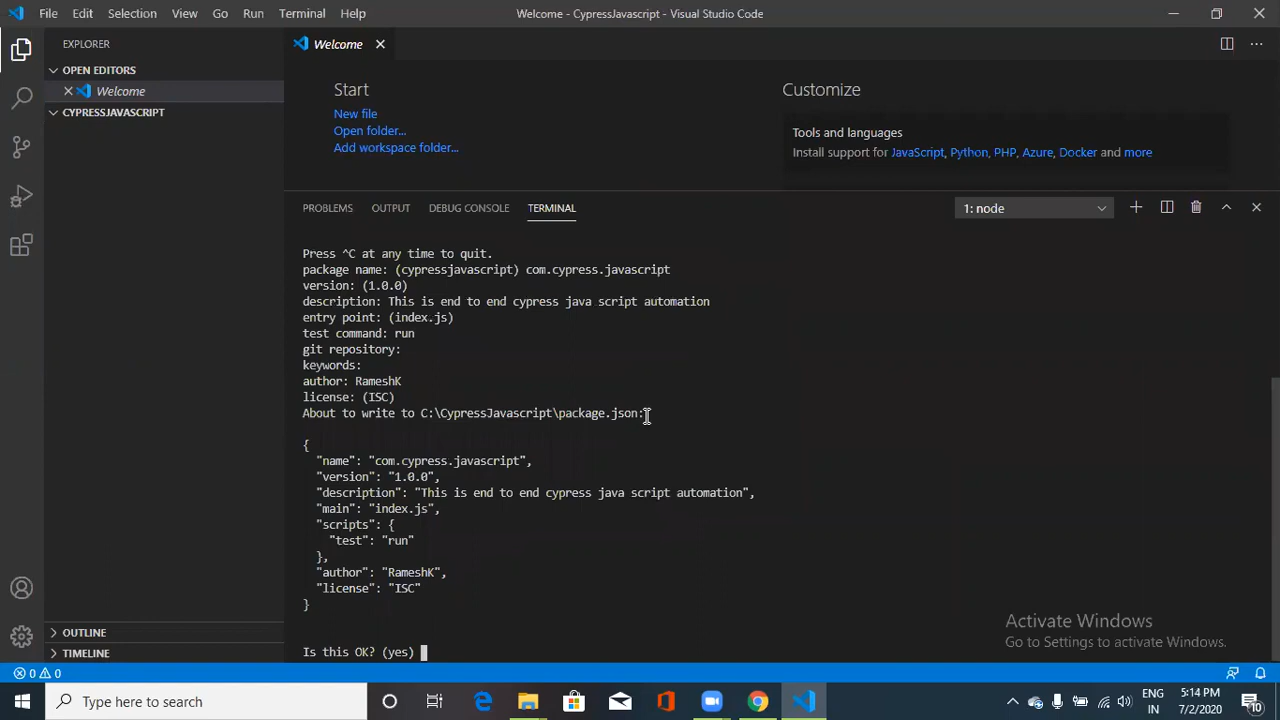 File Edit Selection View Go Run Terminal Help Welcome - CypressJavascript - Visual Studio Code
EXPLORER
OPEN EDITORS
Welcome
CYPRESSJAVASCRIPT
OUTLINE
TIMELINE
Welcome
Start
New file
Open folder...
Add workspace folder...
Customize
Tools and languages
Install support for JavaScript, Python, PHP, Azure, Docker and more
PROBLEMS OUTPUT DEBUG CONSOLE TERMINAL 1: node
Press ^C at any time to quit.
package name: (cypressjavascript) com.cypress.javascript
version: (1.0.0)
description: This is end to end cypress java script automation
entry point: (index.js)
test command: run
git repository:
keywords:
author: RameshK
license: (ISC)
About to write to C:\CypressJavascript\package.json:
{
"name": "com.cypress.javascript",
"version": "1.0.0",
"description": "This is end to end cypress java script automation",
"main": "index.js",
"scripts": {
"test": "run"
},
"author": "RameshK",
"license": "ISC"
}
Is this OK? (yes)
Activate Windows
Go to Settings to activate Windows.
0 0
Type here to search
ENG
IN
5:14 PM
7/2/2020
10